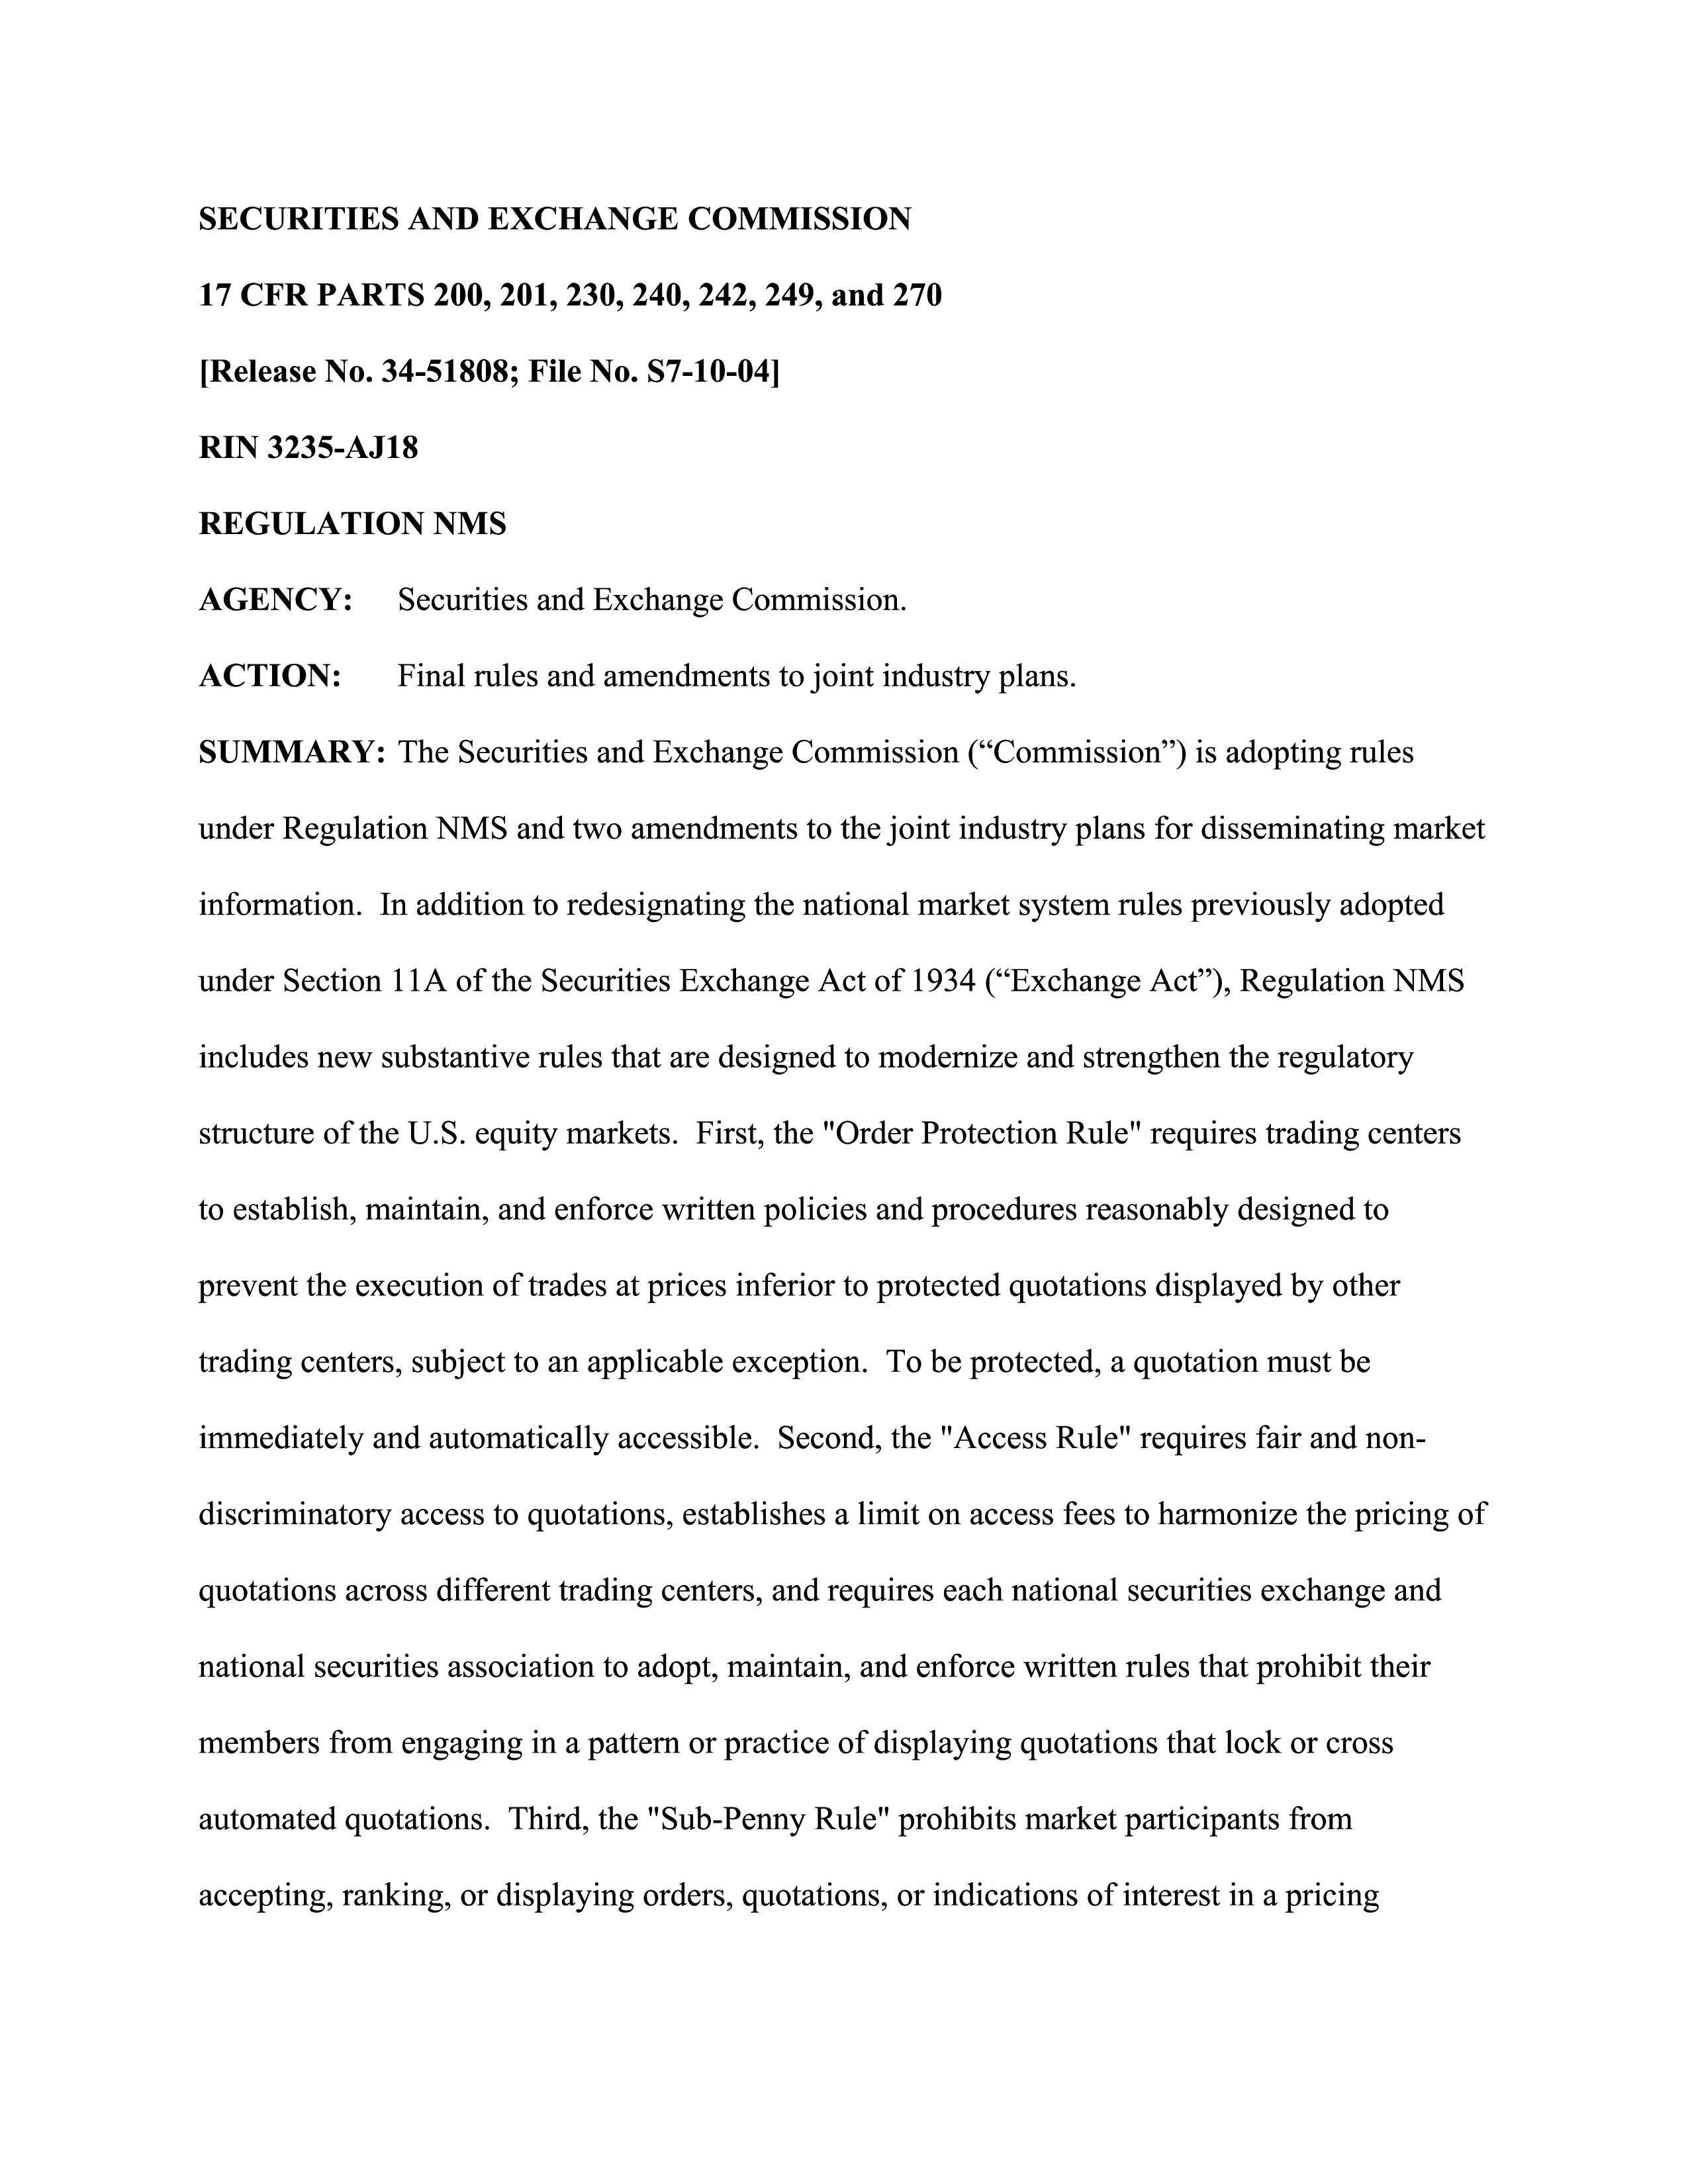 SECURITIES AND EXCHANGE COMMISSION
17 CFR PARTS 200, 201, 230, 240, 242, 249, and 270
[Release No. 34-51808; File No. S7-10-04]
RIN 3235-AJ18
REGULATION NMS
AGENCY: Securities and Exchange Commission.
ACTION: Final rules and amendments to joint industry plans.
SUMMARY: The Securities and Exchange Commission (“Commission”) is adopting rules
under Regulation NMS and two amendments to the joint industry plans for disseminating market
information.  In addition to redesignating the national market system rules previously adopted
under Section 11A of the Securities Exchange Act of 1934 (“Exchange Act”), Regulation NMS
includes new substantive rules that are designed to modernize and strengthen the regulatory
structure of the U.S. equity markets.  First, the "Order Protection Rule" requires trading centers
to establish, maintain, and enforce written policies and procedures reasonably designed to
prevent the execution of trades at prices inferior to protected quotations displayed by other
trading centers, subject to an applicable exception.  To be protected, a quotation must be
immediately and automatically accessible.  Second, the "Access Rule" requires fair and non-
discriminatory access to quotations, establishes a limit on access fees to harmonize the pricing of
quotations across different trading centers, and requires each national securities exchange and
national securities association to adopt, maintain, and enforce written rules that prohibit their
members from engaging in a pattern or practice of displaying quotations that lock or cross
automated quotations.  Third, the "Sub-Penny Rule" prohibits market participants from
accepting, ranking, or displaying orders, quotations, or indications of interest in a pricing